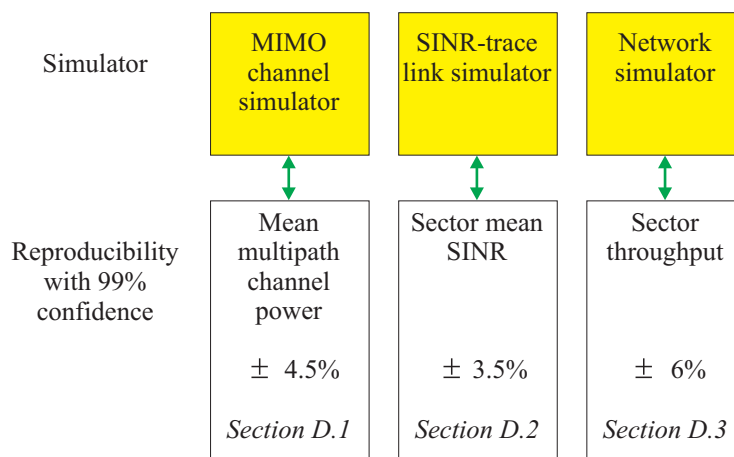 Simulator
MIMO
channel
simulator
SINR-trace
link simulator
Network
simulator
Reproducibility
with 99%
confidence
Mean
multipath
channel
power
± 4.5%
Section D.1
Sector mean
SINR
± 3.5%
Section D.2
Sector
throughput
± 6%
Section D.3